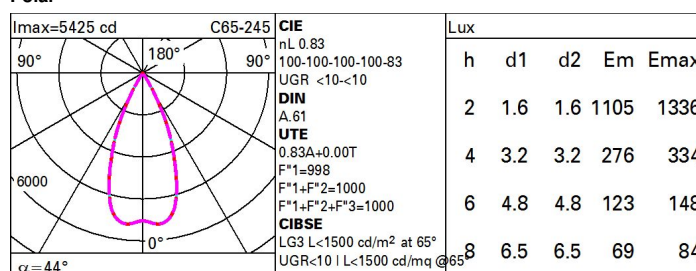 Imax=5425 cd C65-245
90° 180° 90°
6000
0°
α=44°
CIE
nL 0.83
100-100-100-100-83
UGR <10-<10
DIN
A.61
UTE
0.83A+0.00T
F"1=998
F"1+F"2=1000
F"1+F"2+F"3=1000
CIBSE
LG3 L<1500 cd/m² at 65°
UGR<10 | L<1500 cd/mq @65°
Lux
h d1 d2 Em Emax
2 1.6 1.6 1105 1336
4 3.2 3.2 276 334
6 4.8 4.8 123 148
8 6.5 6.5 69 84